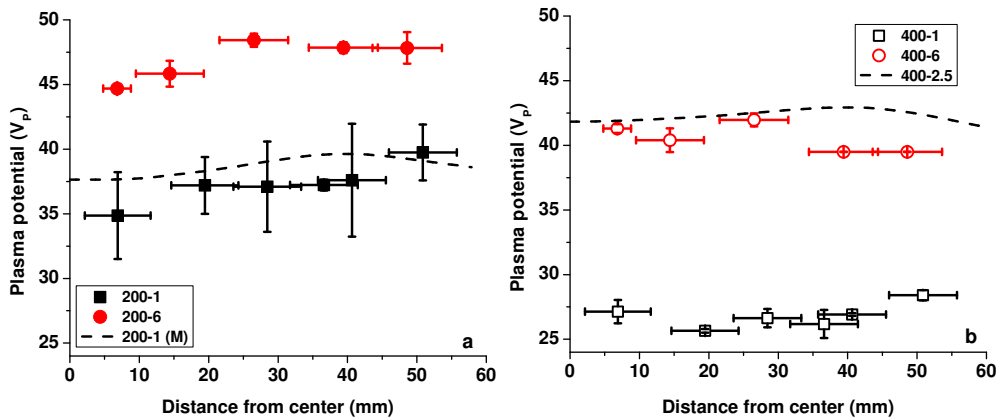 50
45
40
35
30
25
Plasma potential (V_P)
200-1
200-6
200-1 (M)
a
0 10 20 30 40 50 60
Distance from center (mm)
50
45
40
35
30
25
Plasma potential (V_P)
400-1
400-6
400-2.5
b
0 10 20 30 40 50 60
Distance from center (mm)